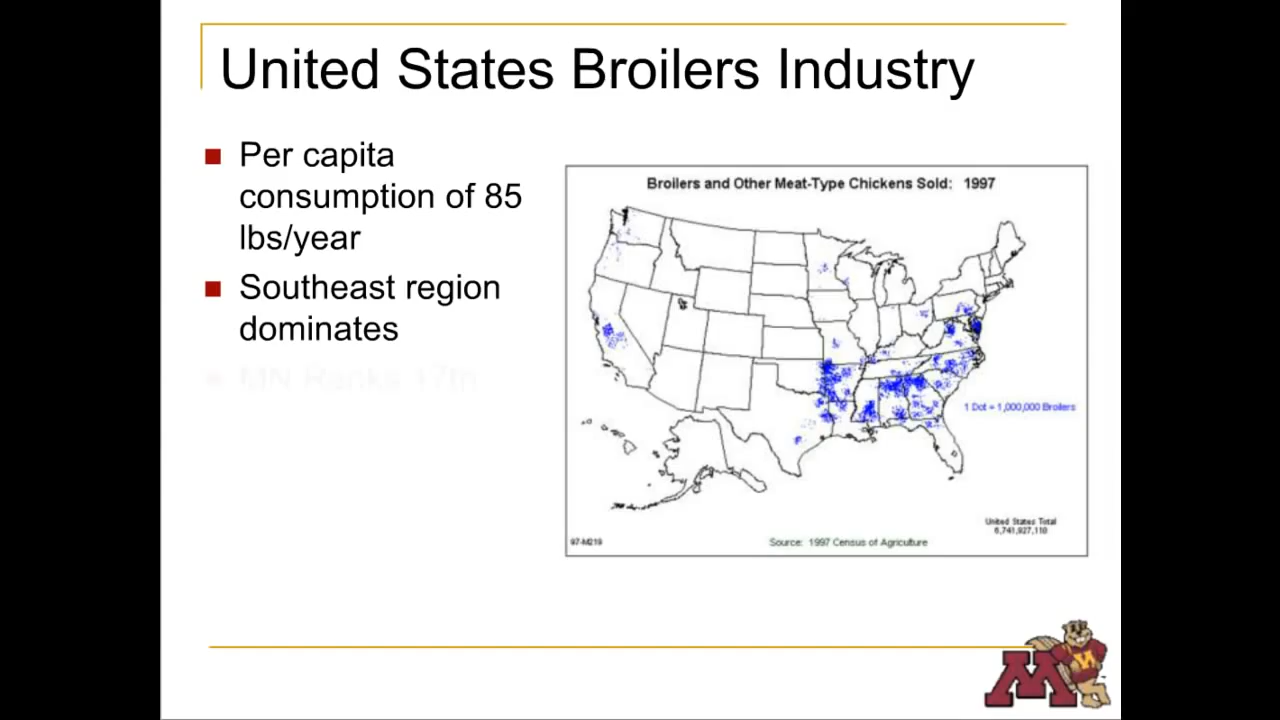 United States Broilers Industry
Per capita
consumption of 85
lbs/year
Southeast region
dominates
MN Ranks 17th
Broilers and Other Meat-Type Chickens Sold: 1997
1 Dot = 1,000,000 Broilers
United States Total
6,741,927,110
97-M219
Source: 1997 Census of Agriculture
M